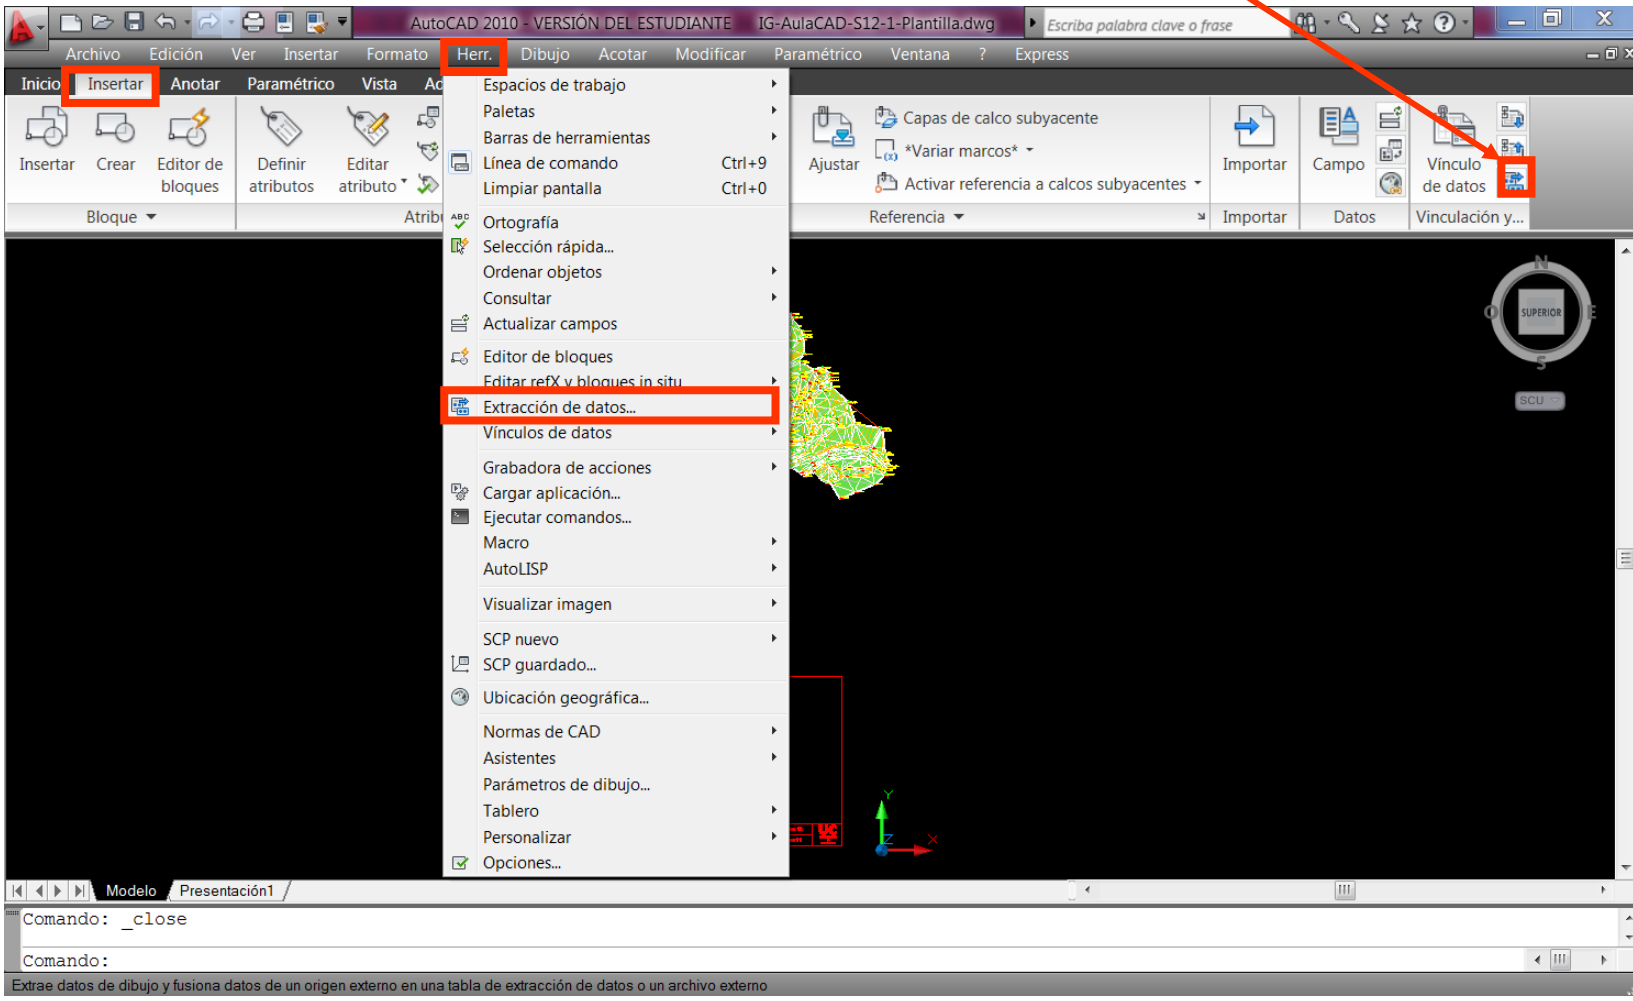 AutoCAD 2010 - VERSIÓN DEL ESTUDIANTE IG-AulaCAD-S12-1-Plantilla.dwg
Escriba palabra clave o frase
Archivo Edición Ver Insertar Formato Herr. Dibujo Acotar Modificar Paramétrico Ventana ? Express
Inicio Insertar Anotar Paramétrico Vista
Insertar
Crear
Editor de
bloques
Definir
atributos
Editar
atributo
Bloque
Espacios de trabajo
Paletas
Barras de herramientas
Línea de comando Ctrl+9
Limpiar pantalla Ctrl+0
Ortografía
Selección rápida...
Ordenar objetos
Consultar
Actualizar campos
Editor de bloques
Editar refX y bloques in situ
Extracción de datos...
Vínculos de datos
Grabadora de acciones
Cargar aplicación...
Ejecutar comandos...
Macro
AutoLISP
Visualizar imagen
SCP nuevo
SCP guardado...
Ubicación geográfica...
Normas de CAD
Asistentes
Parámetros de dibujo...
Tablero
Personalizar
Opciones...
Ajustar
Capas de calco subyacente
*Variar marcos*
Activar referencia a calcos subyacentes
Referencia
Importar
Importar
Campo
Datos
Vínculo
de datos
Vinculación y...
N
O SUPERIOR E
S
SCU
Y
Z X
Modelo Presentación1
Comando: _close
Comando:
Extrae datos de dibujo y fusiona datos de un origen externo en una tabla de extracción de datos o un archivo externo